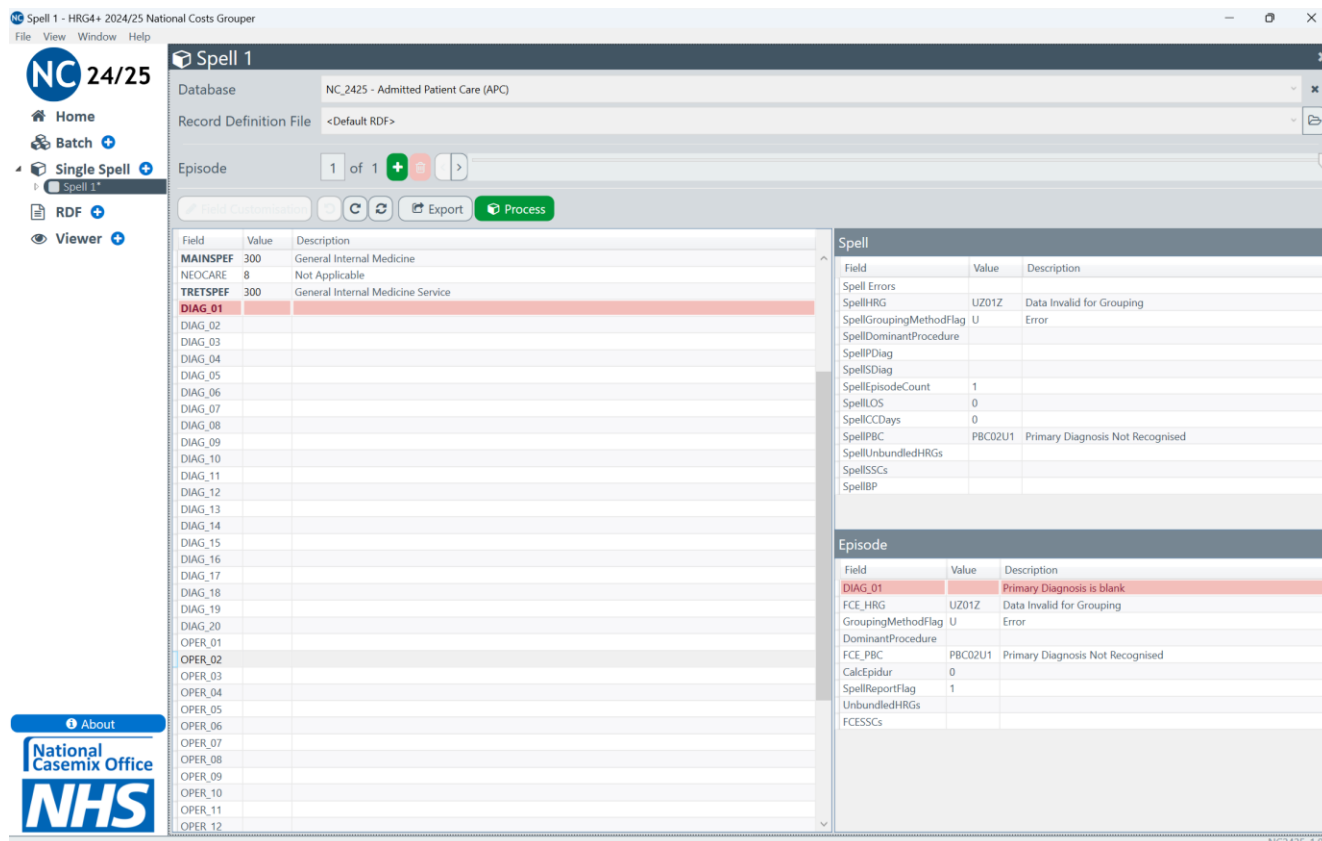 Spell 1 - HRG4+ 2024/25 National Costs Grouper
File View Window Help
NC 24/25
Home
Batch
Single Spell
Spell 1*
RDF
Viewer
About
National
Casemix Office
NHS
Spell 1
Database NC_2425 - Admitted Patient Care (APC)
Record Definition File <Default RDF>
Episode 1 of 1
Field Customisation Export Process
Field Value Description
MAINSPEF 300 General Internal Medicine
NEOCARE 8 Not Applicable
TRETSPEF 300 General Internal Medicine Service
DIAG_01
DIAG_02
DIAG_03
DIAG_04
DIAG_05
DIAG_06
DIAG_07
DIAG_08
DIAG_09
DIAG_10
DIAG_11
DIAG_12
DIAG_13
DIAG_14
DIAG_15
DIAG_16
DIAG_17
DIAG_18
DIAG_19
DIAG_20
OPER_01
OPER_02
OPER_03
OPER_04
OPER_05
OPER_06
OPER_07
OPER_08
OPER_09
OPER_10
OPER_11
OPER_12
Spell
Field Value Description
Spell Errors
SpellHRG UZ01Z Data Invalid for Grouping
SpellGroupingMethodFlag U Error
SpellDominantProcedure
SpellPDiag
SpellSDiag
SpellEpisodeCount 1
SpellLOS 0
SpellCCDays 0
SpellPBC PBC02U1 Primary Diagnosis Not Recognised
SpellUnbundledHRGs
SpellSSCs
SpellBP
Episode
Field Value Description
DIAG_01 Primary Diagnosis is blank
FCE_HRG UZ01Z Data Invalid for Grouping
GroupingMethodFlag U Error
DominantProcedure
FCE_PBC PBC02U1 Primary Diagnosis Not Recognised
CalcEpidur 0
SpellReportFlag 1
UnbundledHRGs
FCESSCs